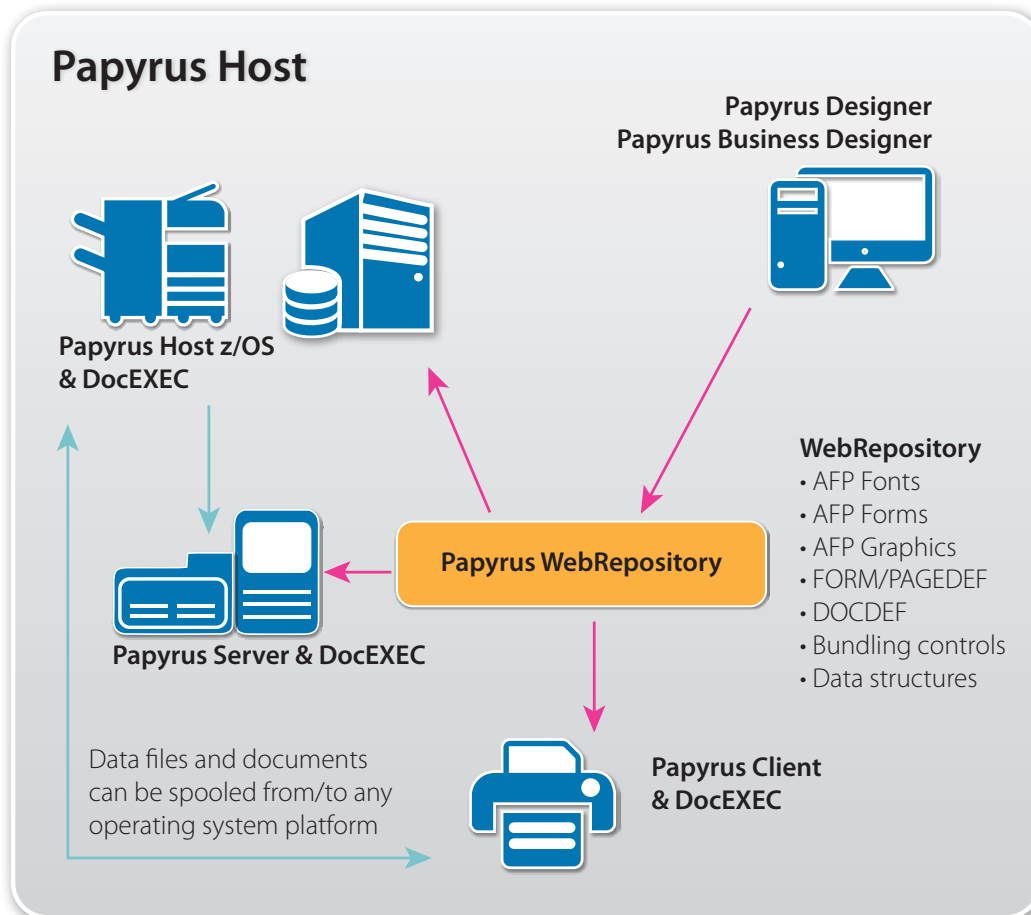 Papyrus Host
Papyrus Designer
Papyrus Business Designer
Papyrus Host z/OS
& DocEXEC
WebRepository
• AFP Fonts
• AFP Forms
• AFP Graphics
• FORM/PAGEDEF
• DOCDEF
• Bundling controls
• Data structures
Papyrus WebRepository
Papyrus Server & DocEXEC
Data files and documents
can be spooled from/to any
operating system platform
Papyrus Client
& DocEXEC